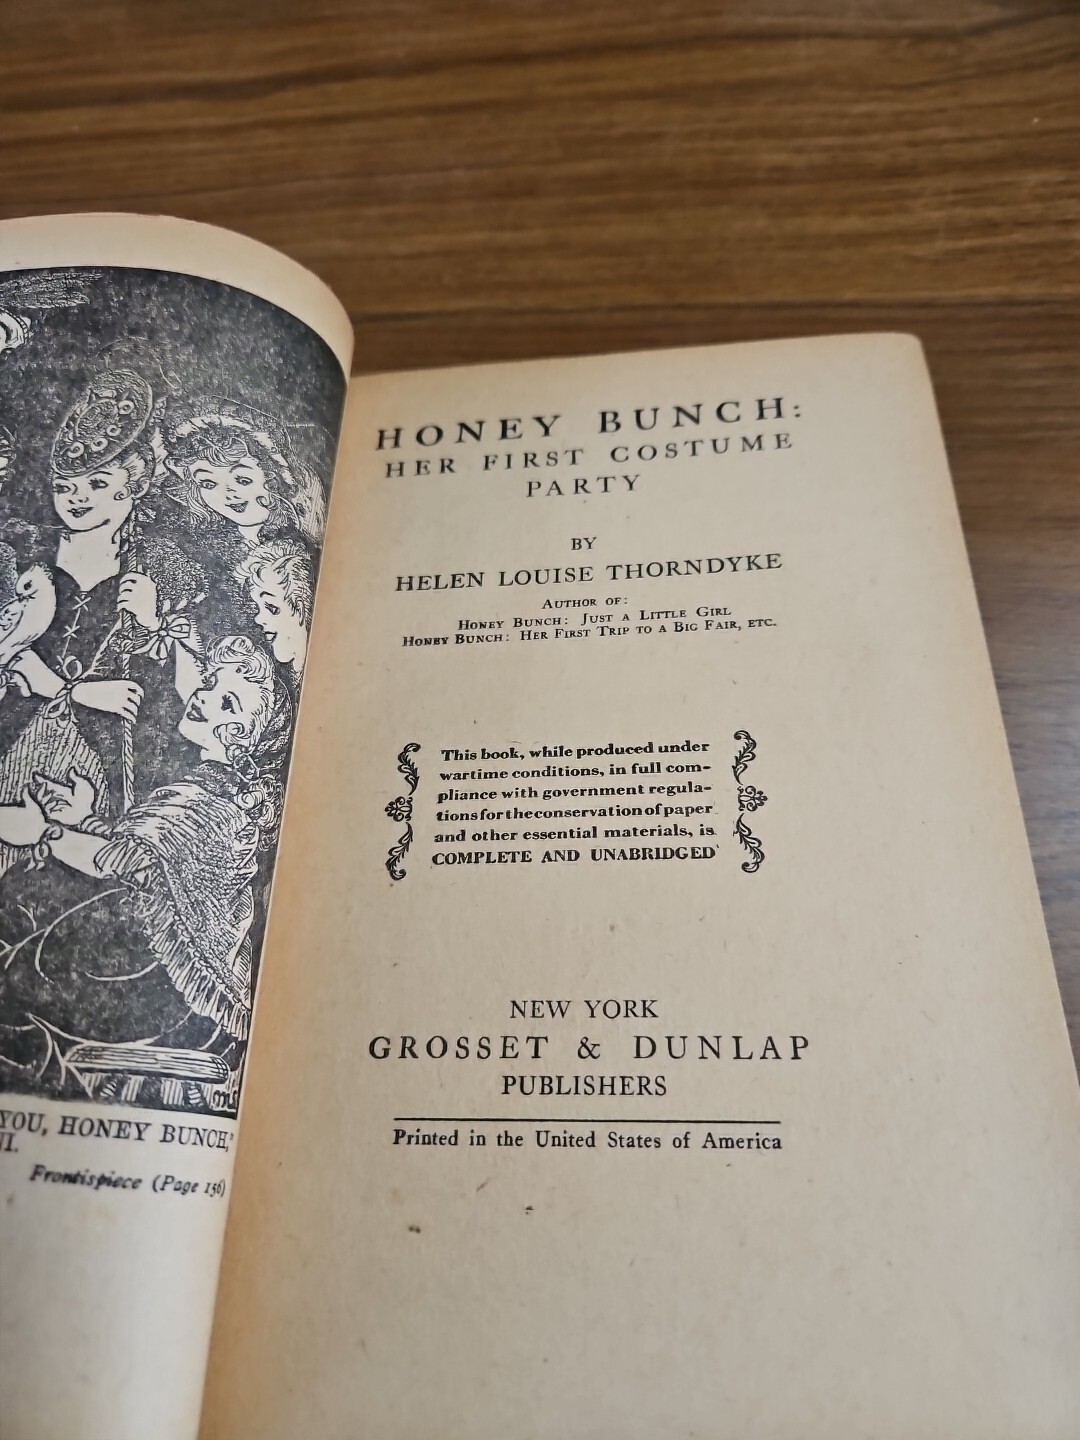 YOU, HONEY BUNCH,"
NI.
Frontispiece (Page 156)
HONEY BUNCH:
HER FIRST COSTUME
PARTY
BY
HELEN LOUISE THORNDYKE
AUTHOR OF:
HONEY BUNCH: JUST A LITTLE GIRL
HONEY BUNCH: HER FIRST TRIP TO A BIG FAIR, ETC.
This book, while produced under
wartime conditions, in full com-
pliance with government regula-
tions for the conservation of paper
and other essential materials, is
COMPLETE AND UNABRIDGED
NEW YORK
GROSSET & DUNLAP
PUBLISHERS
Printed in the United States of America